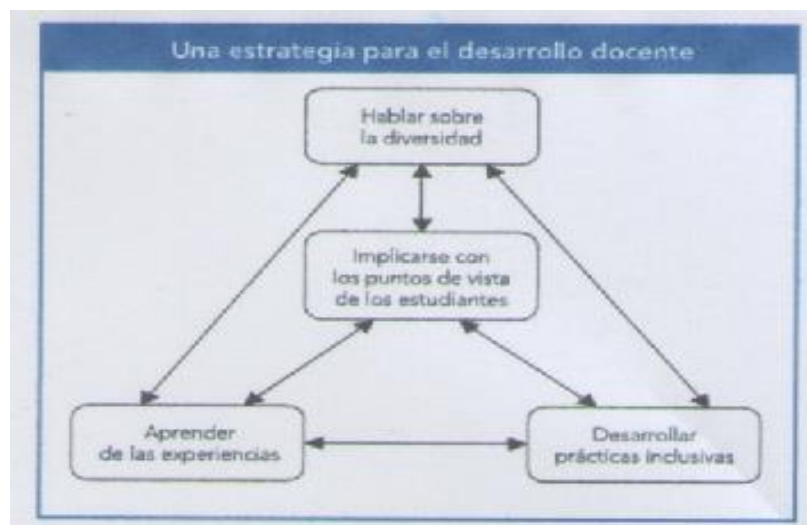 Una estrategia para el desarrollo docente
Hablar sobre
la diversidad
Implicarse con
los puntos de vista
de los estudiantes
Aprender
de las experiencias
Desarrollar
prácticas inclusivas